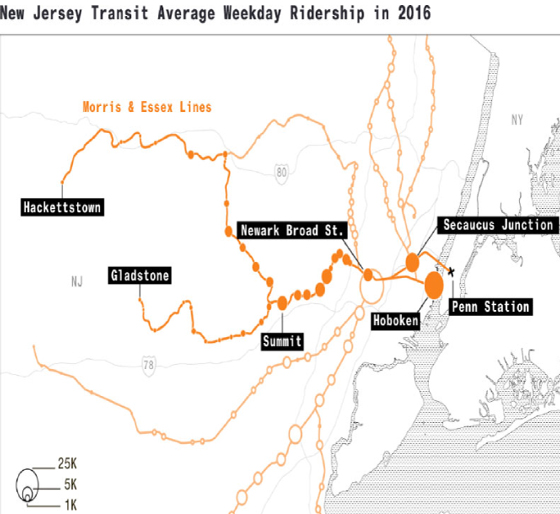 New Jersey Transit Average Weekday Ridership in 2016
Morris & Essex Lines
NY
80
Hackettstown
Newark Broad St.
Secaucus Junction
Gladstone
NJ
Penn Station
Hoboken
Summit
78
25K
5K
1K